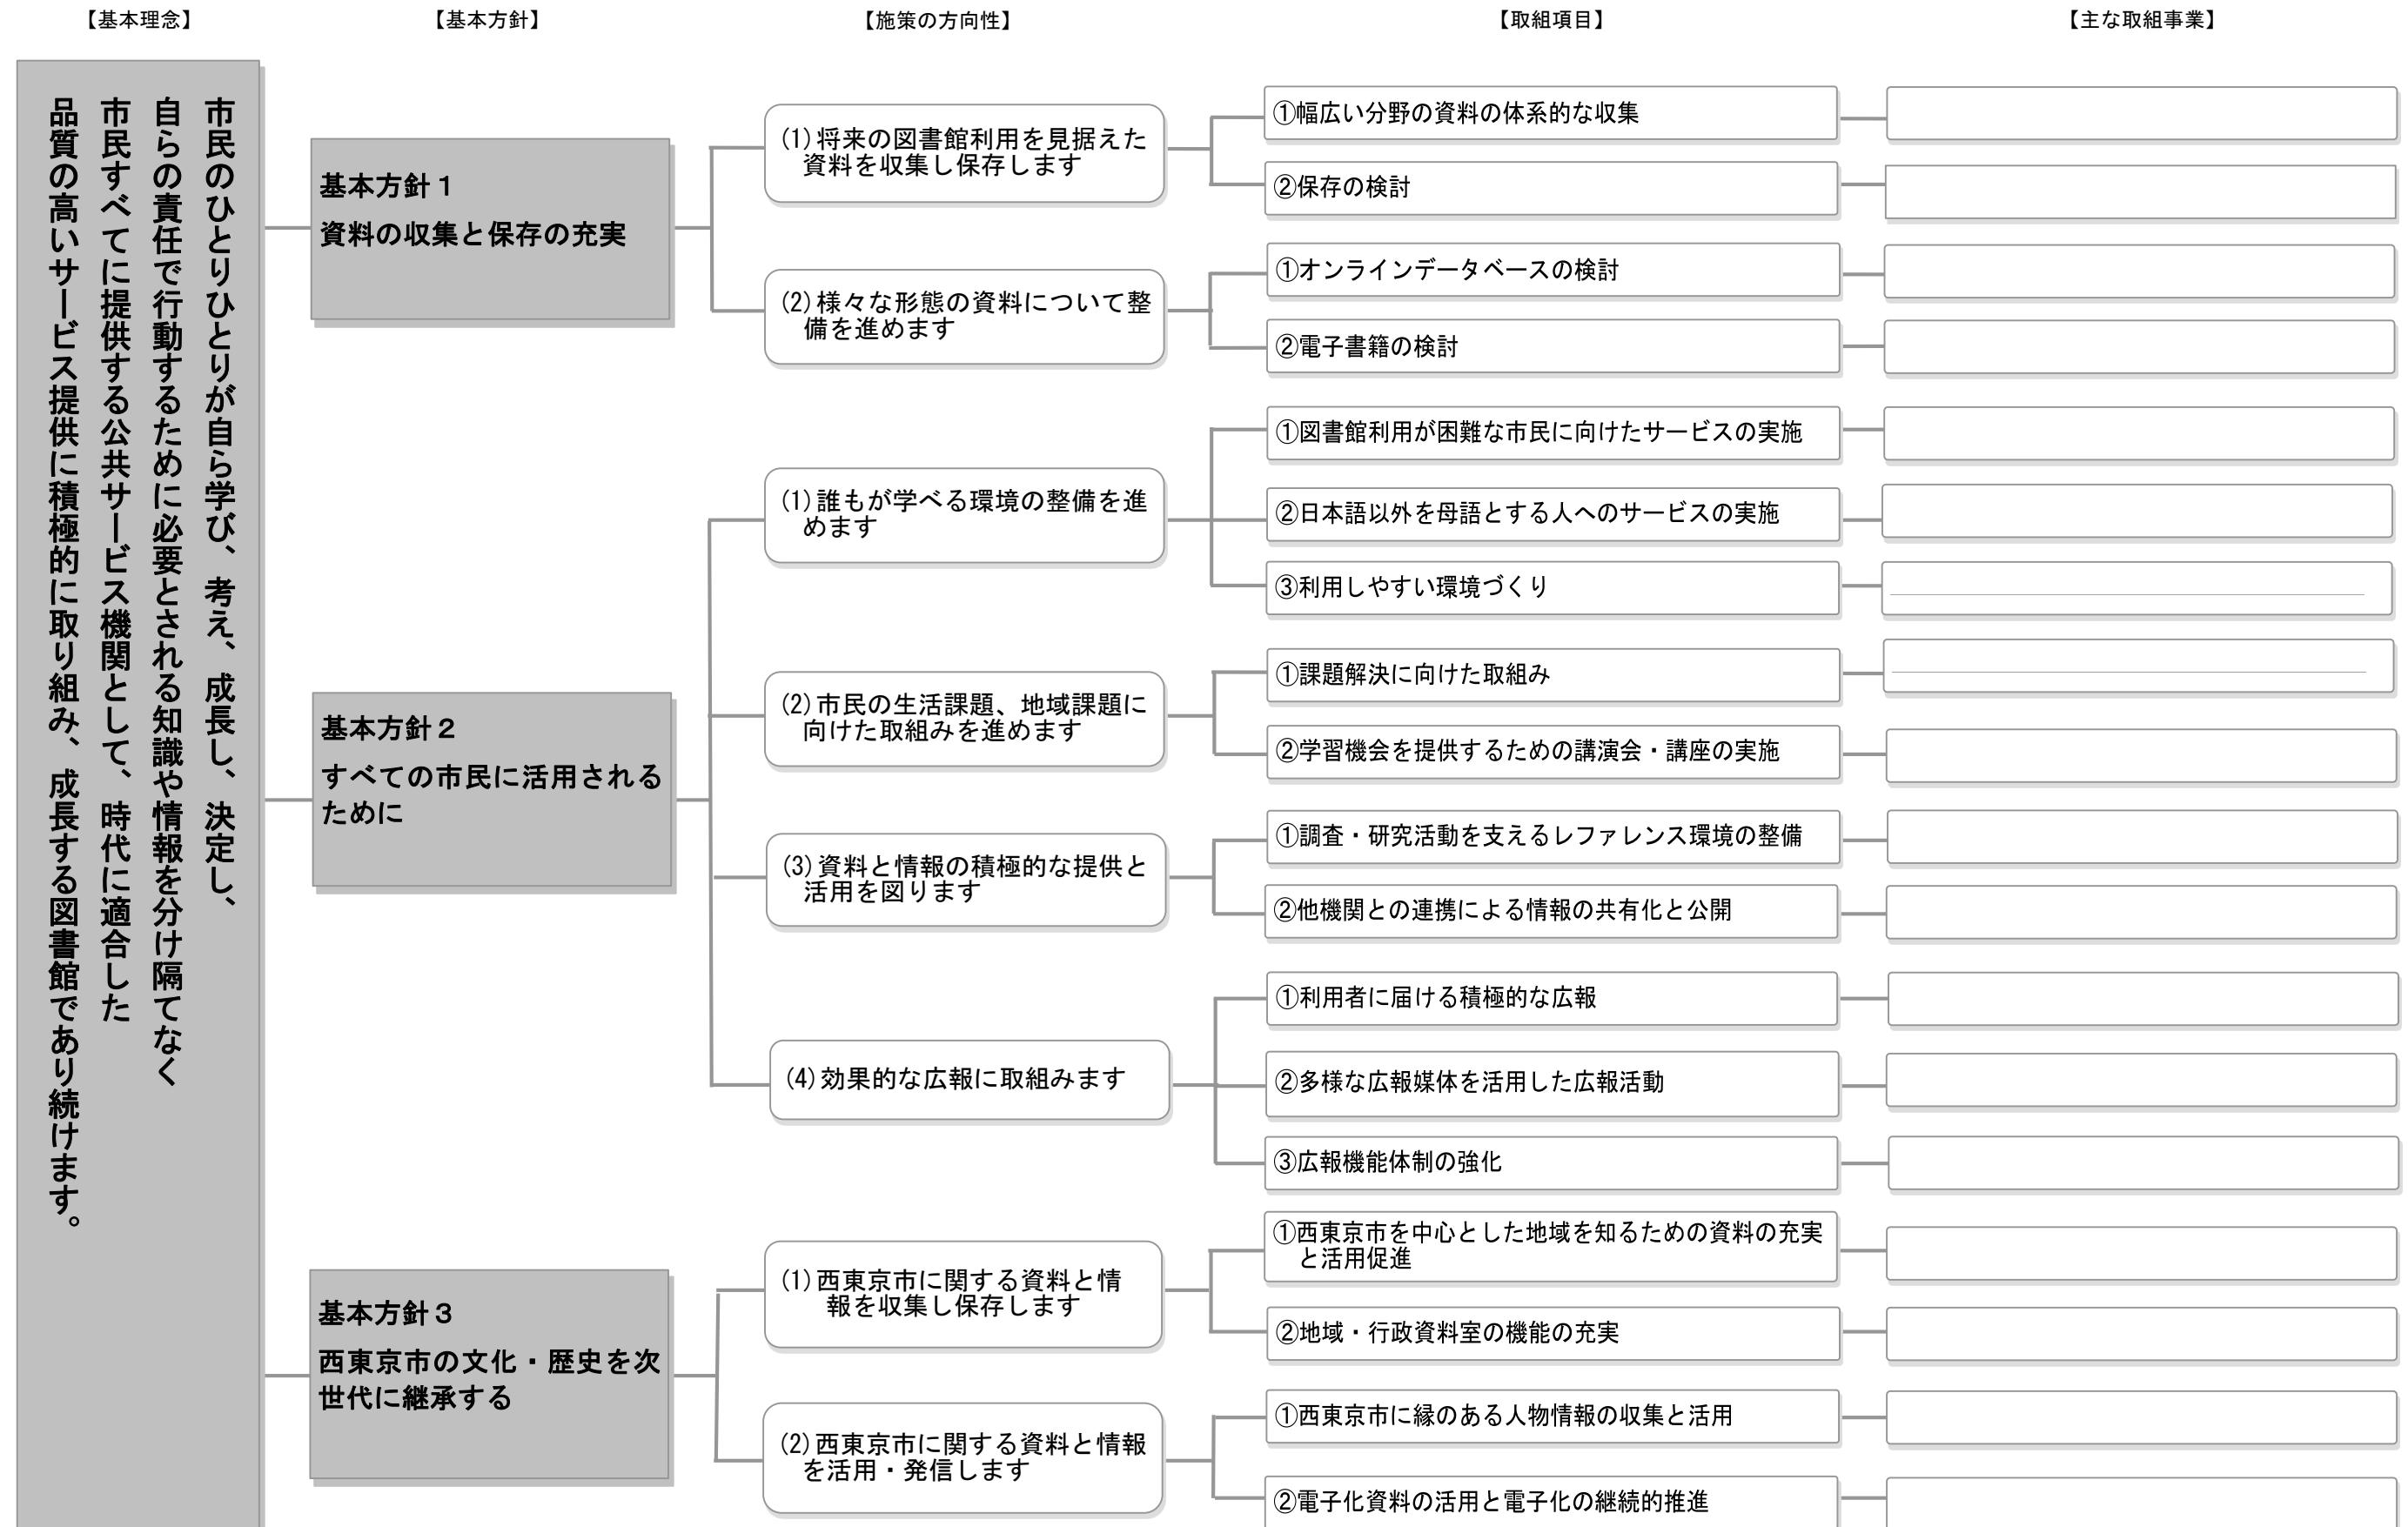 【基本理念】
【基本方針】
【施策の方向性】
【取組項目】
【主な取組事業】
市民のひとりひとりが自ら学び、考え、成長し、決定し、
自らの責任で行動するために必要とされる知識や情報を分け隔てなく
市民すべてに提供する公共サービス機関として、時代に適合した
品質の高いサービス提供に積極的に取り組み、成長する図書館であり続けます。
基本方針１
資料の収集と保存の充実
(1)将来の図書館利用を見据えた
資料を収集し保存します
①幅広い分野の資料の体系的な収集
②保存の検討
(2)様々な形態の資料について整
備を進めます
①オンラインデータベースの検討
②電子書籍の検討
基本方針２
すべての市民に活用される
ために
(1)誰もが学べる環境の整備を進
めます
①図書館利用が困難な市民に向けたサービスの実施
②日本語以外を母語とする人へのサービスの実施
③利用しやすい環境づくり
(2)市民の生活課題、地域課題に
向けた取組みを進めます
①課題解決に向けた取組み
②学習機会を提供するための講演会・講座の実施
(3)資料と情報の積極的な提供と
活用を図ります
①調査・研究活動を支えるレファレンス環境の整備
②他機関との連携による情報の共有化と公開
(4)効果的な広報に取組みます
①利用者に届ける積極的な広報
②多様な広報媒体を活用した広報活動
③広報機能体制の強化
基本方針３
西東京市の文化・歴史を次
世代に継承する
(1)西東京市に関する資料と情
報を収集し保存します
①西東京市を中心とした地域を知るための資料の充実
と活用促進
②地域・行政資料室の機能の充実
(2)西東京市に関する資料と情報
を活用・発信します
①西東京市に縁のある人物情報の収集と活用
②電子化資料の活用と電子化の継続的推進